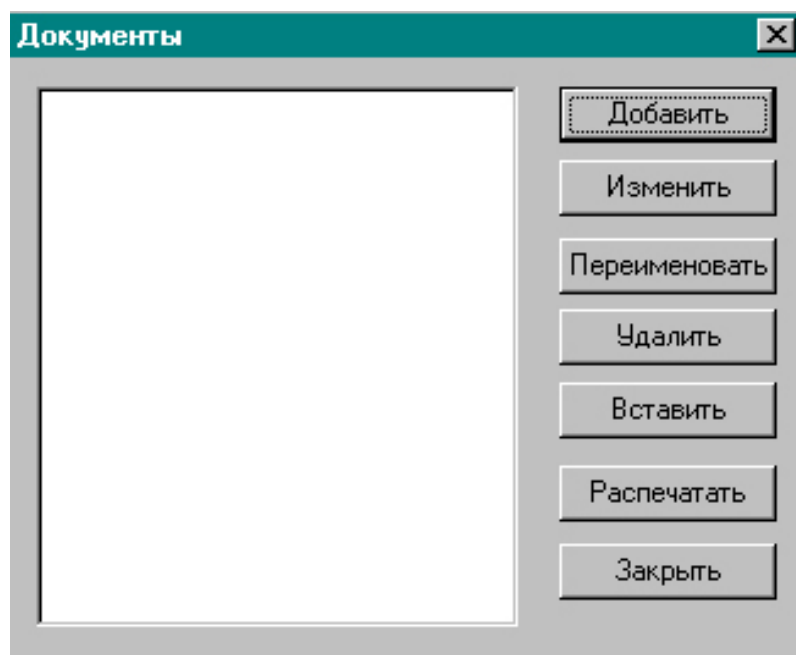 Документы
Добавить
Изменить
Переименовать
Удалить
Вставить
Распечатать
Закрыть